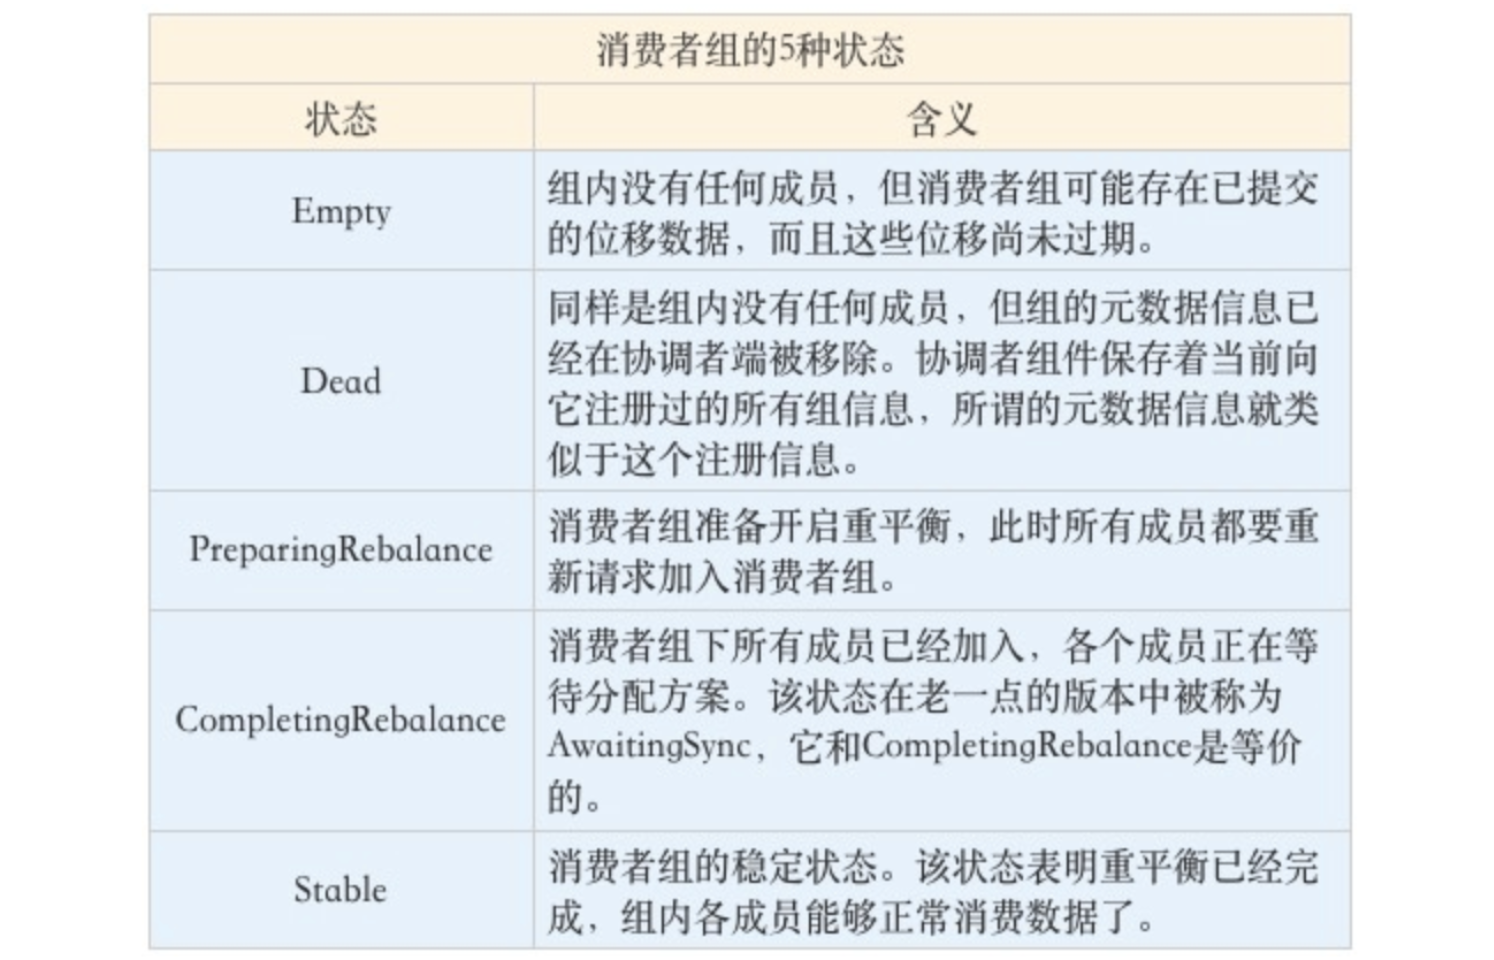 消费者组的5种状态
状态
含义
Empty
组内没有任何成员，但消费者组可能存在已提交
的位移数据，而且这些位移尚未过期。
Dead
同样是组内没有任何成员，但组的元数据信息已
经在协调者端被移除。协调者组件保存着当前向
它注册过的所有组信息，所谓的元数据信息就类
似于这个注册信息。
PreparingRebalance
消费者组准备开启重平衡，此时所有成员都要重
新请求加入消费者组。
CompletingRebalance
消费者组下所有成员已经加入，各个成员正在等
待分配方案。该状态在老一点的版本中被称为
AwaitingSync，它和CompletingRebalance是等价
的。
Stable
消费者组的稳定状态。该状态表明重平衡已经完
成，组内各成员能够正常消费数据了。